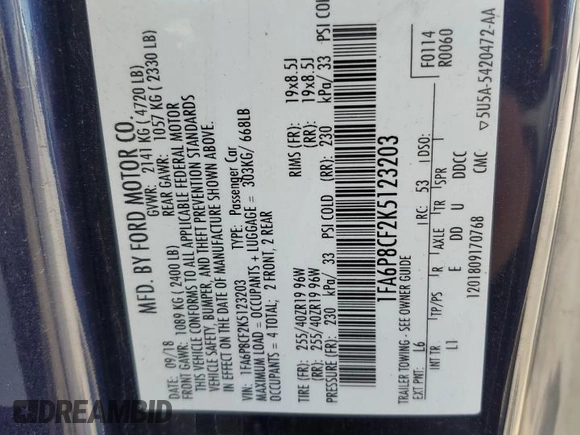 MFD. BY FORD MOTOR CO.
DATE: 09/18 GVWR: 2141 KG ( 4720 LB)
FRONT GAWR: 1089 KG ( 2400 LB) REAR GAWR: 1057 KG ( 2330 LB)
THIS VEHICLE CONFORMS TO ALL APPLICABLE FEDERAL MOTOR
VEHICLE SAFETY, BUMPER, AND THEFT PREVENTION STANDARDS
IN EFFECT ON THE DATE OF MANUFACTURE SHOWN ABOVE.
VIN: 1FA6P8CF2K5123203 TYPE: Passenger Car
MAXIMUM LOAD = OCCUPANTS + LUGGAGE = 303KG/ 668LB
OCCUPANTS = 4 TOTAL; 2 FRONT, 2 REAR
TIRE (FR): 255/40ZR19 96W RIMS (FR): 19x8.5J
(RR): 255/40ZR19 96W (RR): 19x8.5J
PRESSURE (FR): 230 kPa/ 33 PSI COLD (RR): 230 kPa/ 33 PSI COL
1FA6P8CF2K5123203
TRAILER TOWING - SEE OWNER GUIDE F0114
EXT PNT: L6 RC: 53 DSO: R0060
INT TR TP/PS R AXLE TR SPR
L1 E DD U DDCC
1201809170768 CMC ▽5U5A-5420472-AA
RideSafely